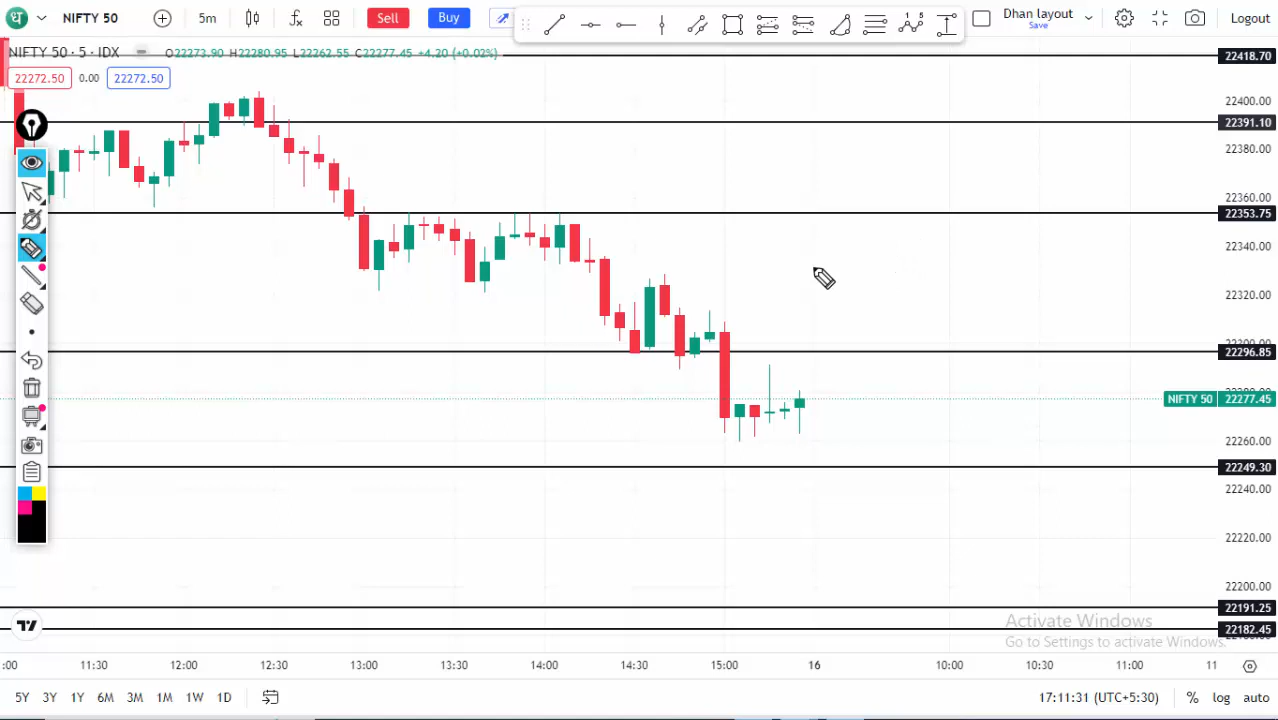 NIFTY 50 5m Sell Buy Dhan layout Save Logout
NIFTY 50 · 5 · IDX O22273.90 H22280.95 L22262.55 C22277.45 +4.20 (+0.02%)
22272.50 0.00 22272.50
22418.70
22400.00
22391.10
22380.00
22360.00
22353.75
22340.00
22320.00
22296.85
NIFTY 50 22277.45
22260.00
22249.30
22240.00
22220.00
22200.00
22191.25
Activate Windows
22182.45
Go to Settings to activate Windows.
:00 11:30 12:00 12:30 13:00 13:30 14:00 14:30 15:00 16 10:00 10:30 11:00 11
5Y 3Y 1Y 6M 3M 1M 1W 1D 17:11:31 (UTC+5:30) % log auto